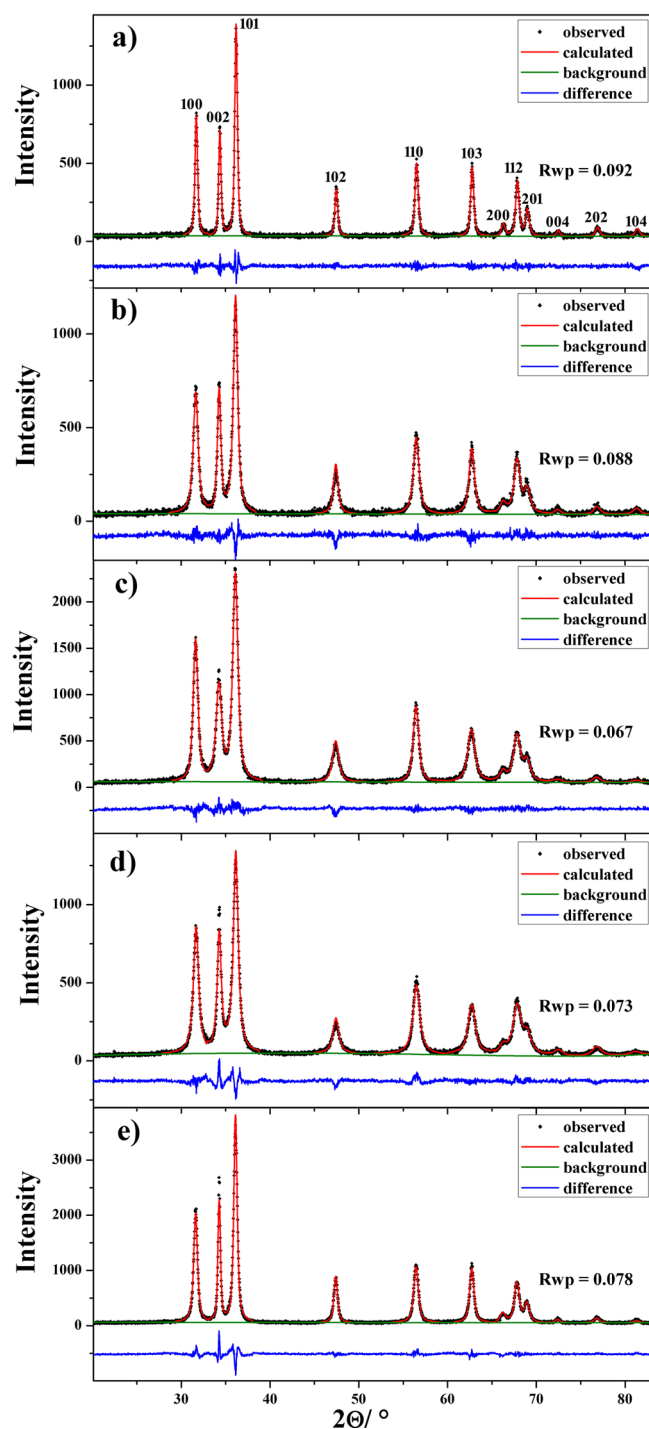 a)
observed
calculated
background
difference
Rwp = 0.092
100 002 101 102 110 103 200 112 201 004 202 104
Intensity
1000
500
0
b)
observed
calculated
background
difference
Rwp = 0.088
Intensity
1000
500
0
c)
observed
calculated
background
difference
Rwp = 0.067
Intensity
2500
2000
1500
1000
500
0
d)
observed
calculated
background
difference
Rwp = 0.073
Intensity
1000
500
0
e)
observed
calculated
background
difference
Rwp = 0.078
Intensity
3000
2000
1000
0
30 40 50 60 70 80
2Θ/ °